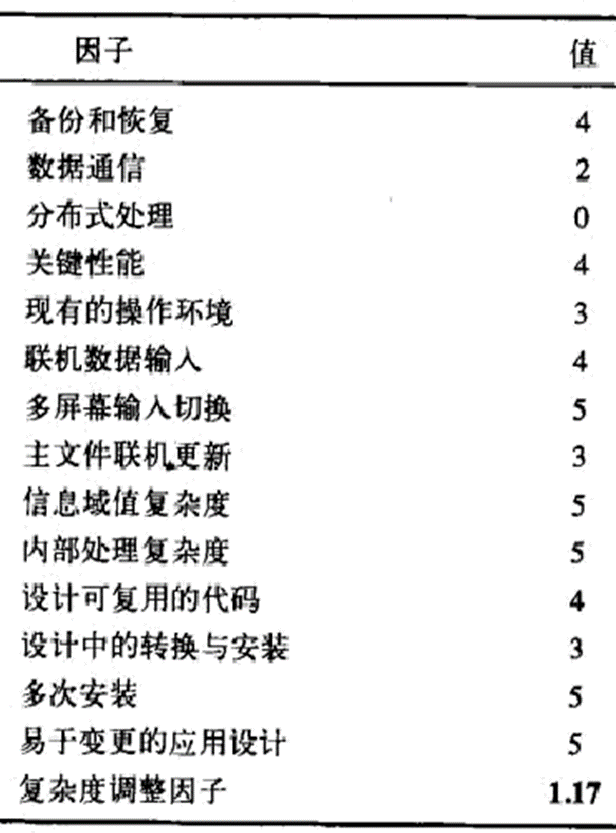 因子 值
备份和恢复 4
数据通信 2
分布式处理 0
关键性能 4
现有的操作环境 3
联机数据输入 4
多屏幕输入切换 5
主文件联机更新 3
信息域值复杂度 5
内部处理复杂度 5
设计可复用的代码 4
设计中的转换与安装 3
多次安装 5
易于变更的应用设计 5
复杂度调整因子 1.17